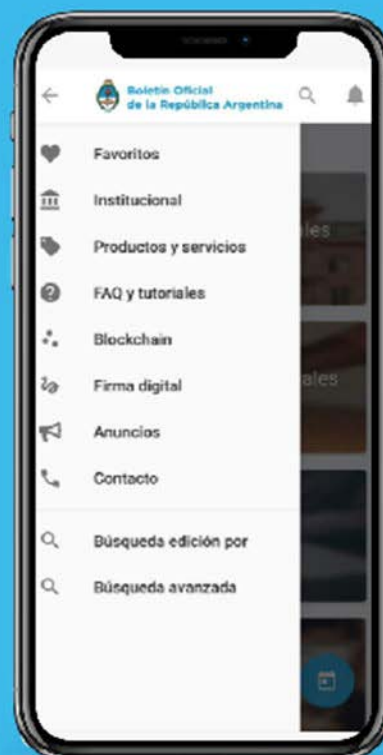 Boletín Oficial
de la República Argentina
Favoritos
Institucional
Productos y servicios
FAQ y tutoriales
Blockchain
Firma digital
Anuncios
Contacto
Búsqueda edición por
Búsqueda avanzada